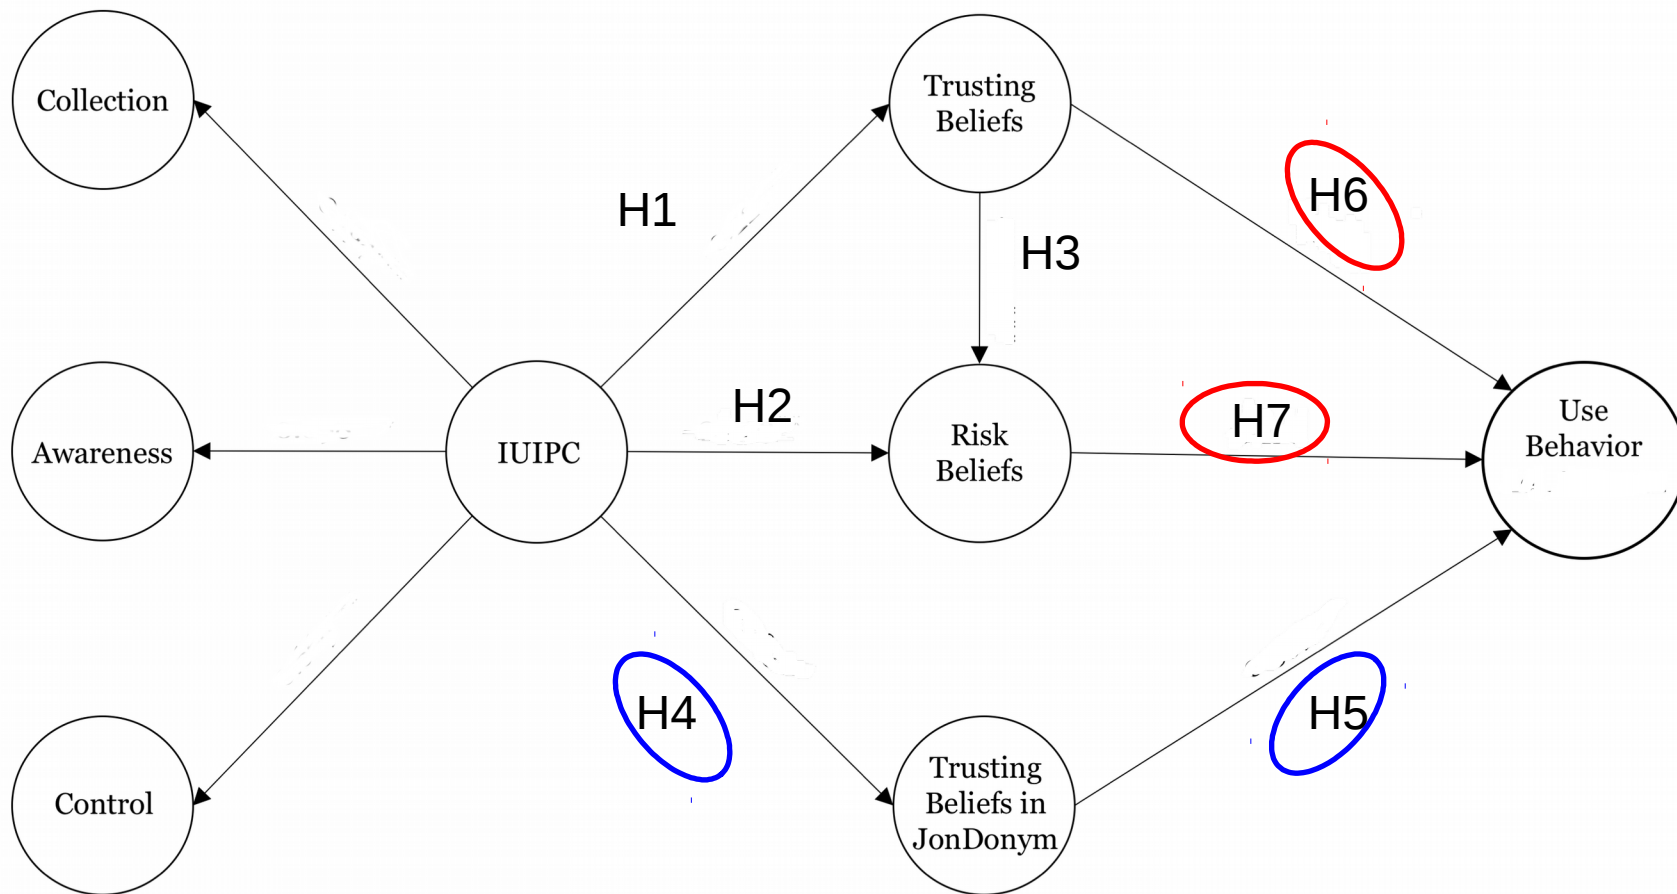 Collection
Trusting
Beliefs
H1
H6
H3
H2
H7
Awareness
IUIPC
Risk
Beliefs
Use
Behavior
H4
H5
Control
Trusting
Beliefs in
JonDonym